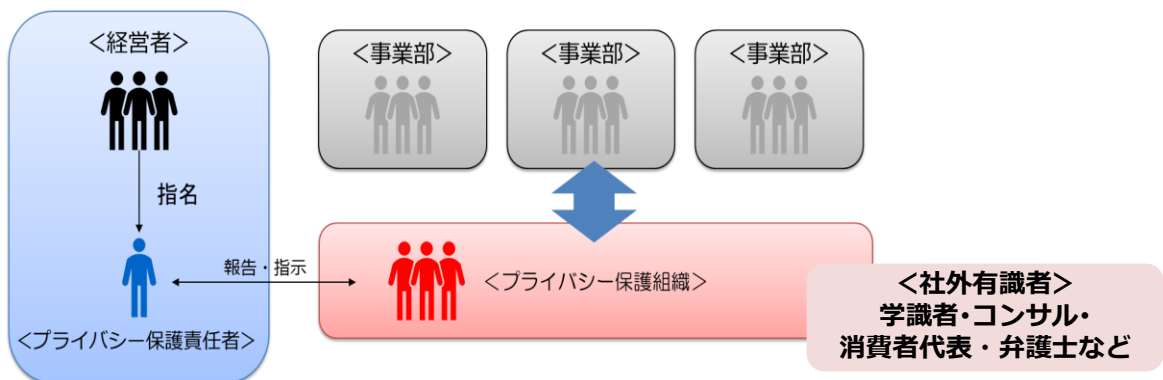 ＜経営者＞
指名
＜プライバシー保護責任者＞
＜事業部＞
＜事業部＞
＜事業部＞
報告・指示
＜プライバシー保護組織＞
＜社外有識者＞
学識者・コンサル・
消費者代表・弁護士など